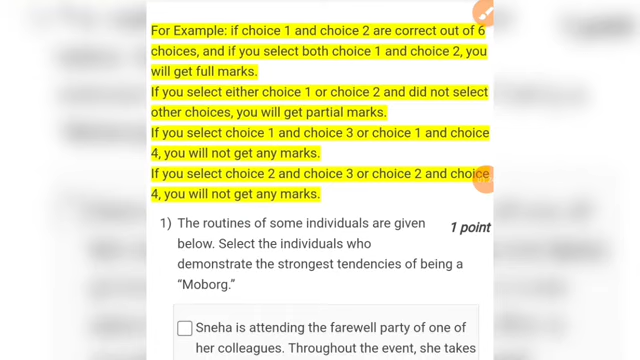 For Example: if choice 1 and choice 2 are correct out of 6
choices, and if you select both choice 1 and choice 2, you
will get full marks.
If you select either choice 1 or choice 2 and did not select
other choices, you will get partial marks.
If you select choice 1 and choice 3 or choice 1 and choice
4, you will not get any marks.
If you select choice 2 and choice 3 or choice 2 and choice
4, you will not get any marks.
1) The routines of some individuals are given 1 point
below. Select the individuals who
demonstrate the strongest tendencies of being a
“Moborg.”
Sneha is attending the farewell party of one of
her colleagues. Throughout the event, she takes